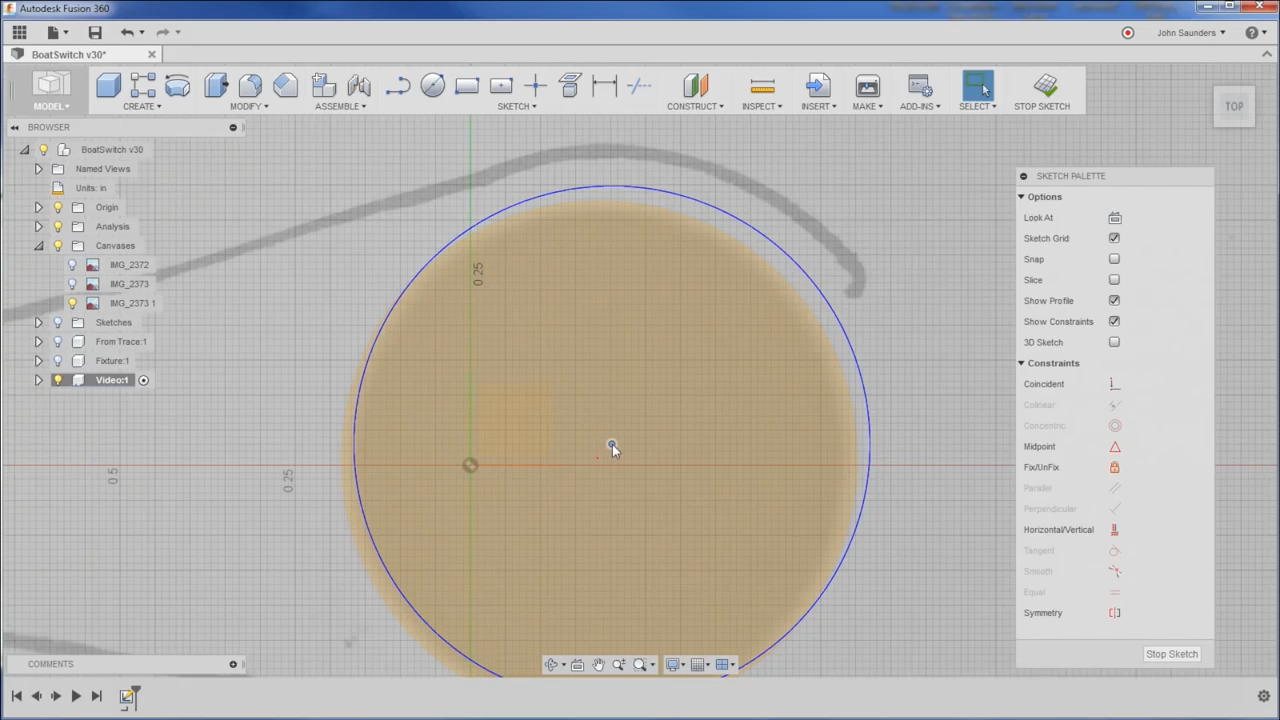 Autodesk Fusion 360
John Saunders
BoatSwitch v30*
MODEL
CREATE
MODIFY
ASSEMBLE
SKETCH
CONSTRUCT
INSPECT
INSERT
MAKE
ADD-INS
SELECT
STOP SKETCH
TOP
BROWSER
BoatSwitch v30
Named Views
Units: in
Origin
Analysis
Canvases
IMG_2372
IMG_2373
IMG_2373 1
Sketches
From Trace:1
Fixture:1
Video:1
0.25
0.5
0.25
SKETCH PALETTE
Options
Look At
Sketch Grid
Snap
Slice
Show Profile
Show Constraints
3D Sketch
Constraints
Coincident
Colinear
Concentric
Midpoint
Fix/UnFix
Parallel
Perpendicular
Horizontal/Vertical
Tangent
Smooth
Equal
Symmetry
Stop Sketch
COMMENTS